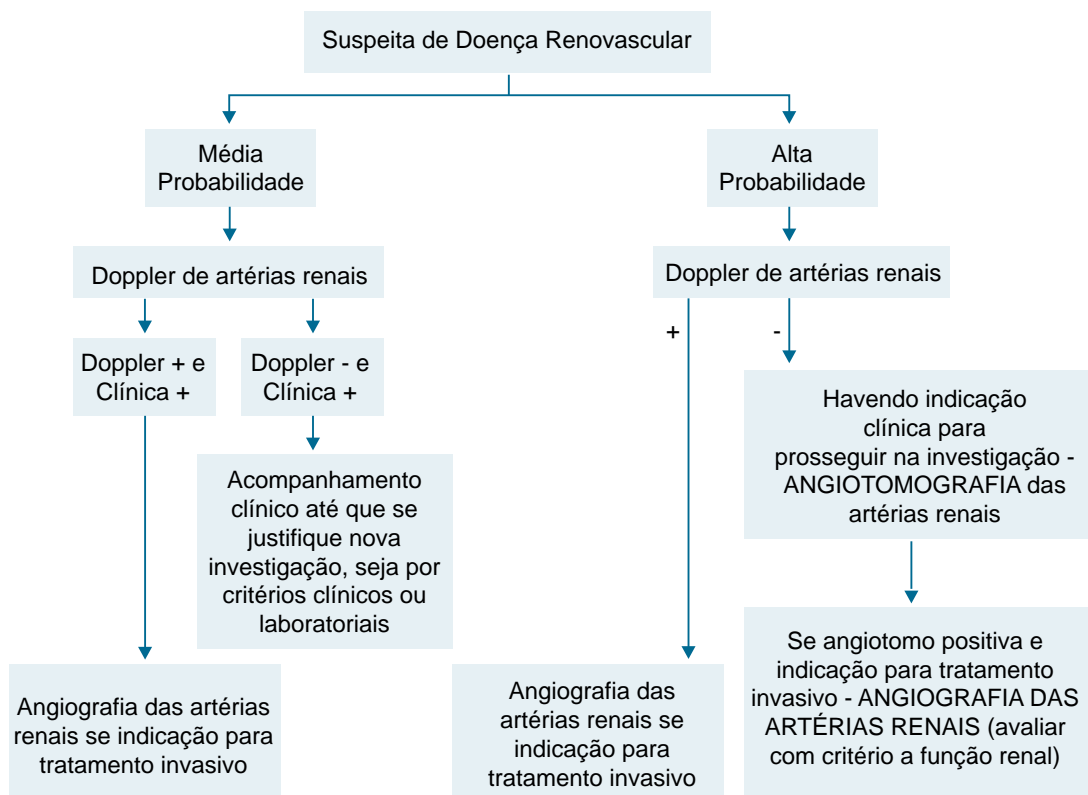 Suspeita de Doença Renovascular
Média
Probabilidade
Alta
Probabilidade
Doppler de artérias renais
Doppler de artérias renais
+
-
Doppler + e
Clínica +
Doppler - e
Clínica +
Havendo indicação
clínica para
prosseguir na investigação -
ANGIOTOMOGRAFIA das
artérias renais
Acompanhamento
clínico até que se
justifique nova
investigação, seja por
critérios clínicos ou
laboratoriais
Angiografia das artérias
renais se indicação para
tratamento invasivo
Angiografia das
artérias renais se
indicação para
tratamento invasivo
Se angiotomo positiva e
indicação para tratamento
invasivo - ANGIOGRAFIA DAS
ARTÉRIAS RENAIS (avaliar
com critério a função renal)